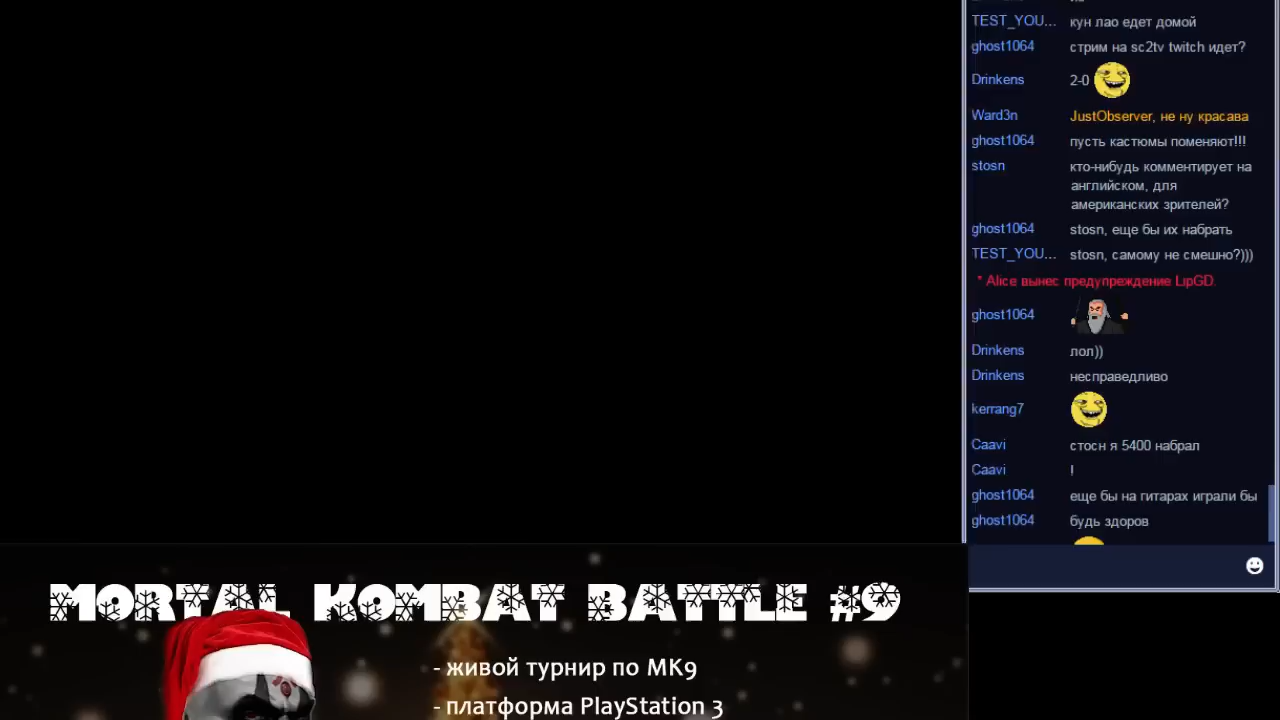 TEST_YOU... кун лао едет домой
ghost1064 стрим на sc2tv twitch идет?
Drinkens 2-0
Ward3n JustObserver, не ну красава
ghost1064 пусть кастюмы поменяют!!!
stosn кто-нибудь комментирует на
английском, для
американских зрителей?
ghost1064 stosn, еще бы их набрать
TEST_YOU... stosn, самому не смешно?)))
* Alice вынес предупреждение LipGD.
ghost1064
Drinkens лол))
Drinkens несправедливо
kerrang7
Caavi стосн я 5400 набрал
Caavi !
ghost1064 еще бы на гитарах играли бы
ghost1064 будь здоров
MORTAL KOMBAT BATTLE #9
- живой турнир по MK9
- платформа PlayStation 3